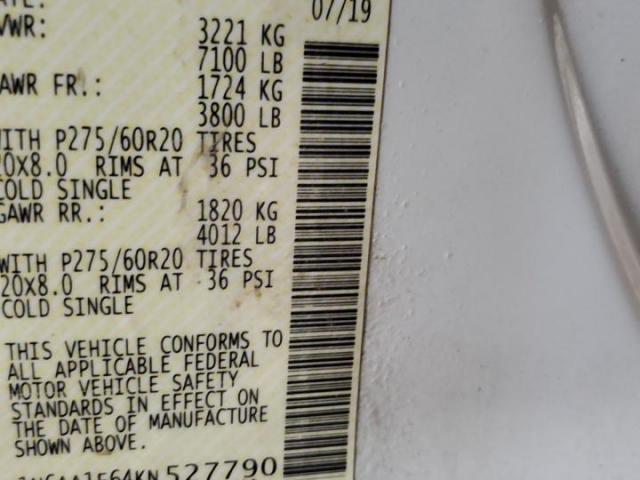 07/19
VWR: 3221 KG
7100 LB
AWR FR.: 1724 KG
3800 LB
WITH P275/60R20 TIRES
20X8.0 RIMS AT 36 PSI
COLD SINGLE
GAWR RR.: 1820 KG
4012 LB
WITH P275/60R20 TIRES
20X8.0 RIMS AT 36 PSI
COLD SINGLE
THIS VEHICLE CONFORMS TO
ALL APPLICABLE FEDERAL
MOTOR VEHICLE SAFETY
STANDARDS IN EFFECT ON
THE DATE OF MANUFACTURE
SHOWN ABOVE.
527790